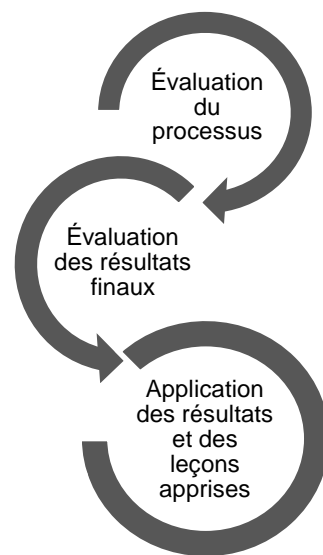 Évaluation
du
processus
Évaluation
des résultats
finaux
Application
des résultats
et des
leçons
apprises